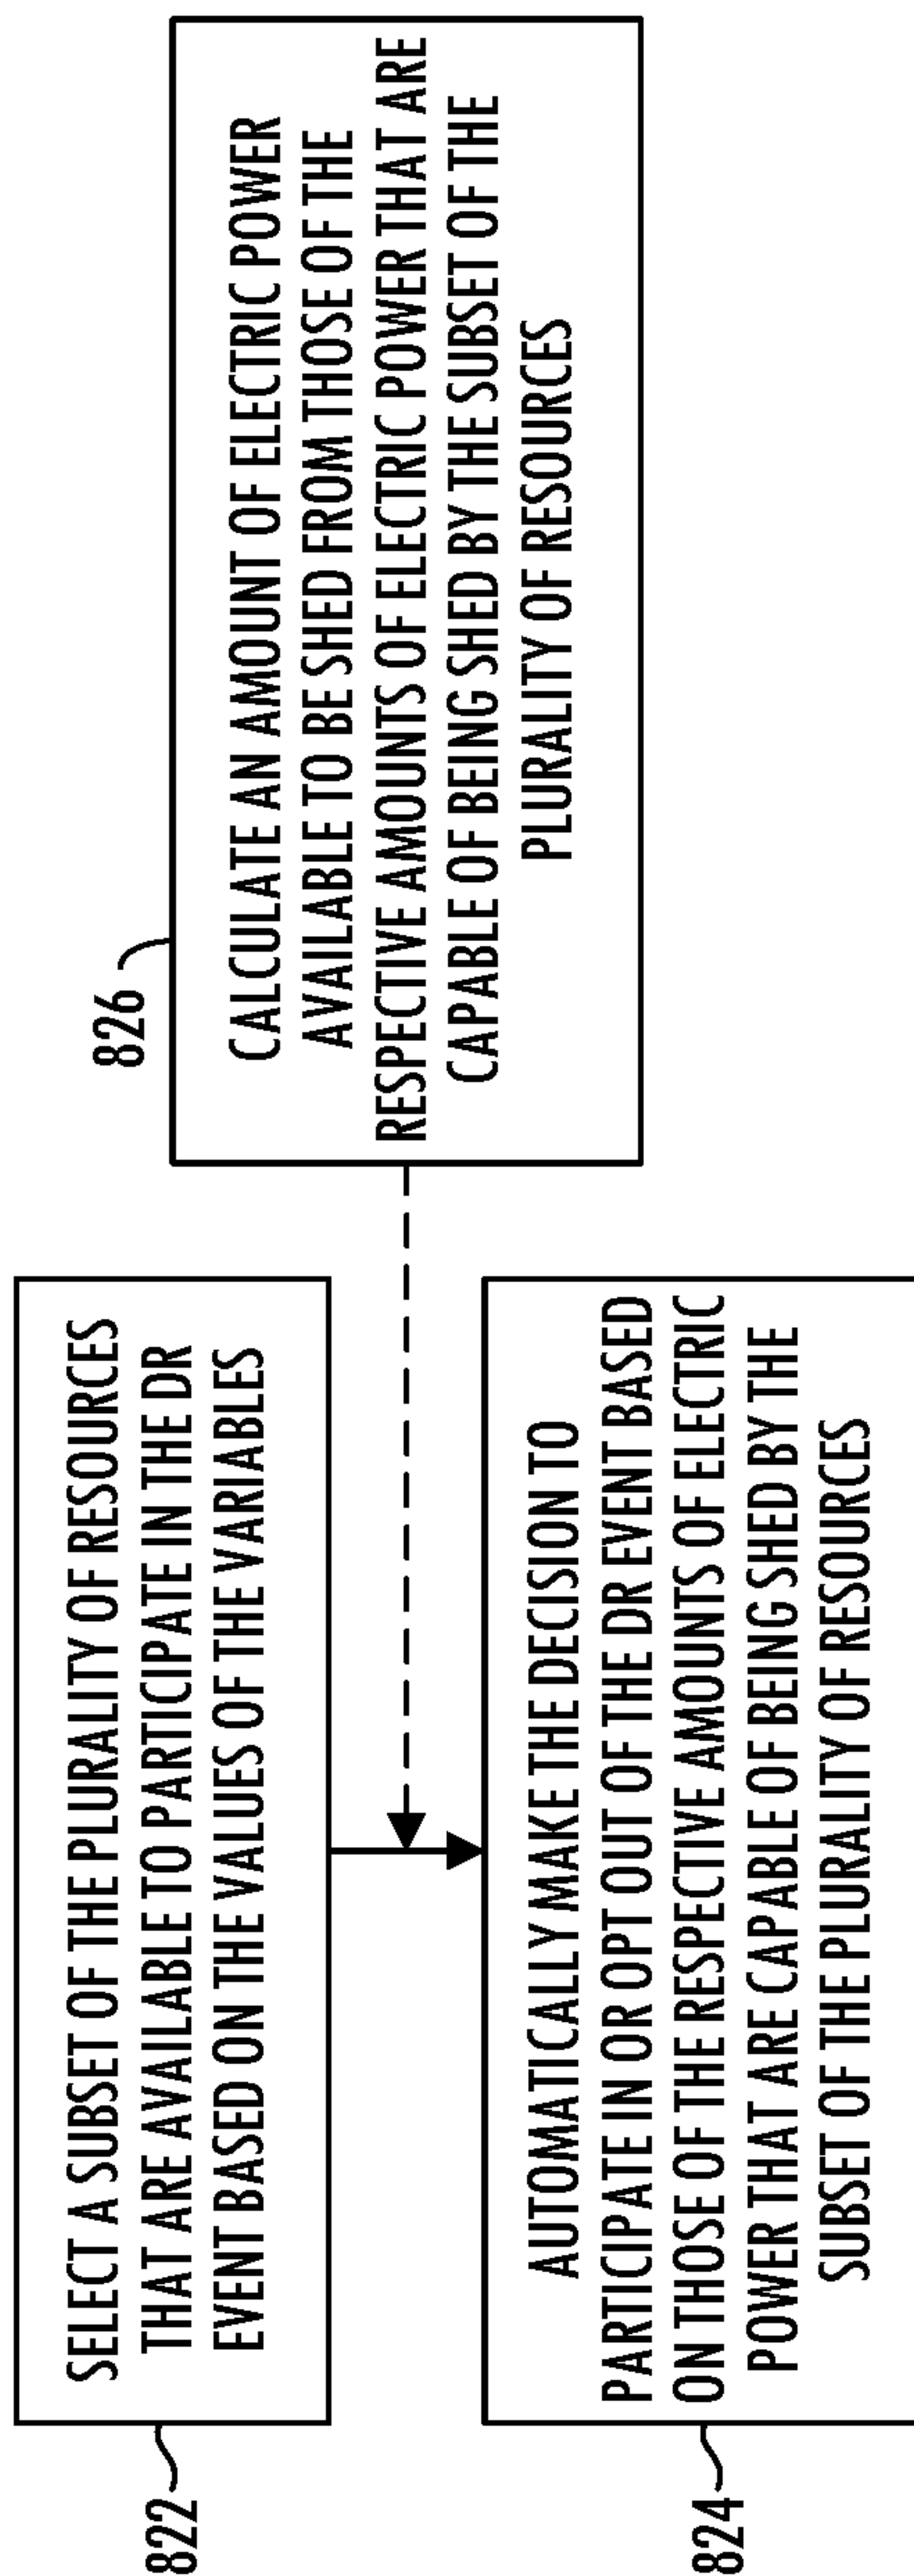 822
SELECT A SUBSET OF THE PLURALITY OF RESOURCES
THAT ARE AVAILABLE TO PARTICIPATE IN THE DR
EVENT BASED ON THE VALUES OF THE VARIABLES
824
AUTOMATICALLY MAKE THE DECISION TO
PARTICIPATE IN OR OPT OUT OF THE DR EVENT BASED
ON THOSE OF THE RESPECTIVE AMOUNTS OF ELECTRIC
POWER THAT ARE CAPABLE OF BEING SHED BY THE
SUBSET OF THE PLURALITY OF RESOURCES
826
CALCULATE AN AMOUNT OF ELECTRIC POWER
AVAILABLE TO BE SHED FROM THOSE OF THE
RESPECTIVE AMOUNTS OF ELECTRIC POWER THAT ARE
CAPABLE OF BEING SHED BY THE SUBSET OF THE
PLURALITY OF RESOURCES